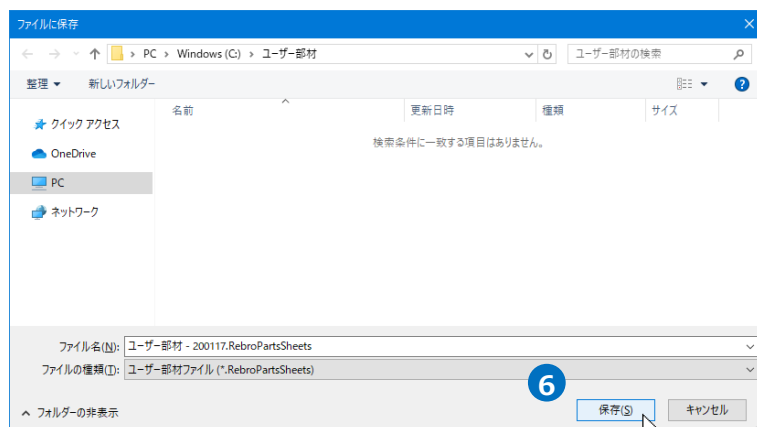 ファイルに保存
PC > Windows (C:) > ユーザー部材
ユーザー部材の検索
整理 新しいフォルダー
名前 更新日時 種類 サイズ
検索条件に一致する項目はありません。
クイック アクセス
OneDrive
PC
ネットワーク
ファイル名(N): ユーザー部材 - 200117.RebroPartsSheets
ファイルの種類(T): ユーザー部材ファイル (*.RebroPartsSheets)
6
フォルダーの非表示 保存(S) キャンセル